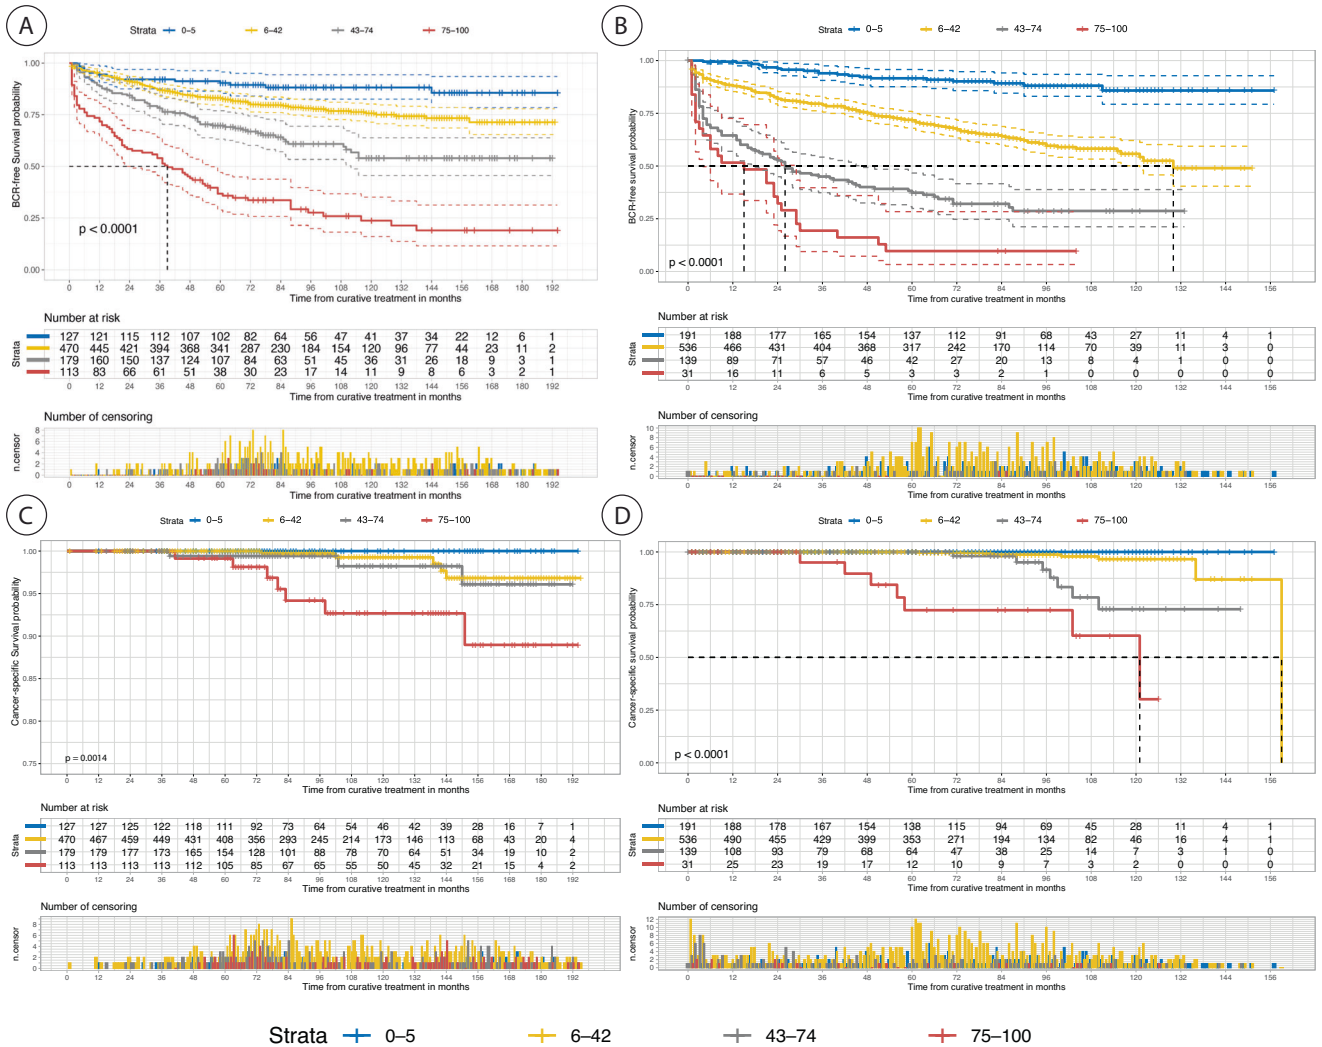 A
Strata 0–5 6–42 43–74 75–100
BCR-free Survival probability
1.00
0.75
0.50
0.25
0.00
p < 0.0001
0 12 24 36 48 60 72 84 96 108 120 132 144 156 168 180 192
Time from curative treatment in months
Number at risk
Strata
127 121 115 112 107 102 82 64 56 47 41 37 34 22 12 6 1
470 445 421 394 368 341 287 230 184 154 120 96 77 44 23 11 2
179 160 150 137 124 107 84 63 51 45 36 31 26 18 9 3 1
113 83 66 61 51 38 30 23 17 14 11 9 8 6 3 2 1
0 12 24 36 48 60 72 84 96 108 120 132 144 156 168 180 192
Time from curative treatment in months
Number of censoring
n.censor
8
6
4
2
0
0 12 24 36 48 60 72 84 96 108 120 132 144 156 168 180 192
Time from curative treatment in months
B
Strata 0–5 6–42 43–74 75–100
BCR-free survival probability
1.00
0.75
0.50
0.25
0.00
p < 0.0001
0 12 24 36 48 60 72 84 96 108 120 132 144 156
Time from curative treatment in months
Number at risk
Strata
191 188 177 165 154 137 112 91 68 43 27 11 4 1
536 466 431 404 368 317 242 170 114 70 39 11 3 0
139 89 71 57 46 42 27 20 13 8 4 1 0 0
31 16 11 6 5 3 3 2 1 0 0 0 0 0
0 12 24 36 48 60 72 84 96 108 120 132 144 156
Time from curative treatment in months
Number of censoring
n.censor
10
8
6
4
2
0
0 12 24 36 48 60 72 84 96 108 120 132 144 156
Time from curative treatment in months
C
Strata 0–5 6–42 43–74 75–100
Cancer-specific Survival probability
1.00
0.95
0.90
0.85
0.80
0.75
p = 0.0014
0 12 24 36 48 60 72 84 96 108 120 132 144 156 168 180 192
Time from curative treatment in months
Number at risk
Strata
127 127 125 122 118 111 92 73 64 54 46 42 39 28 16 7 1
470 467 459 449 431 408 356 293 245 214 173 146 113 68 43 20 4
179 179 177 173 165 154 128 101 88 78 70 64 51 34 19 10 2
113 113 113 113 112 105 85 67 65 55 50 45 32 21 15 4 2
0 12 24 36 48 60 72 84 96 108 120 132 144 156 168 180 192
Time from curative treatment in months
Number of censoring
n.censor
8
6
4
2
0
0 12 24 36 48 60 72 84 96 108 120 132 144 156 168 180 192
Time from curative treatment in months
D
Strata 0–5 6–42 43–74 75–100
Cancer-specific Survival probability
1.00
0.75
0.50
0.25
0.00
p < 0.0001
0 12 24 36 48 60 72 84 96 108 120 132 144 156
Time from curative treatment in months
Number at risk
Strata
191 188 178 167 154 138 115 94 69 45 28 11 4 1
536 490 455 429 399 353 271 194 134 82 46 16 4 1
139 108 93 79 68 64 47 38 25 14 7 3 1 0
31 25 23 19 17 12 10 9 7 3 2 0 0 0
0 12 24 36 48 60 72 84 96 108 120 132 144 156
Time from curative treatment in months
Number of censoring
n.censor
12
10
8
6
4
2
0
0 12 24 36 48 60 72 84 96 108 120 132 144 156
Time from curative treatment in months
Strata 0–5 6–42 43–74 75–100